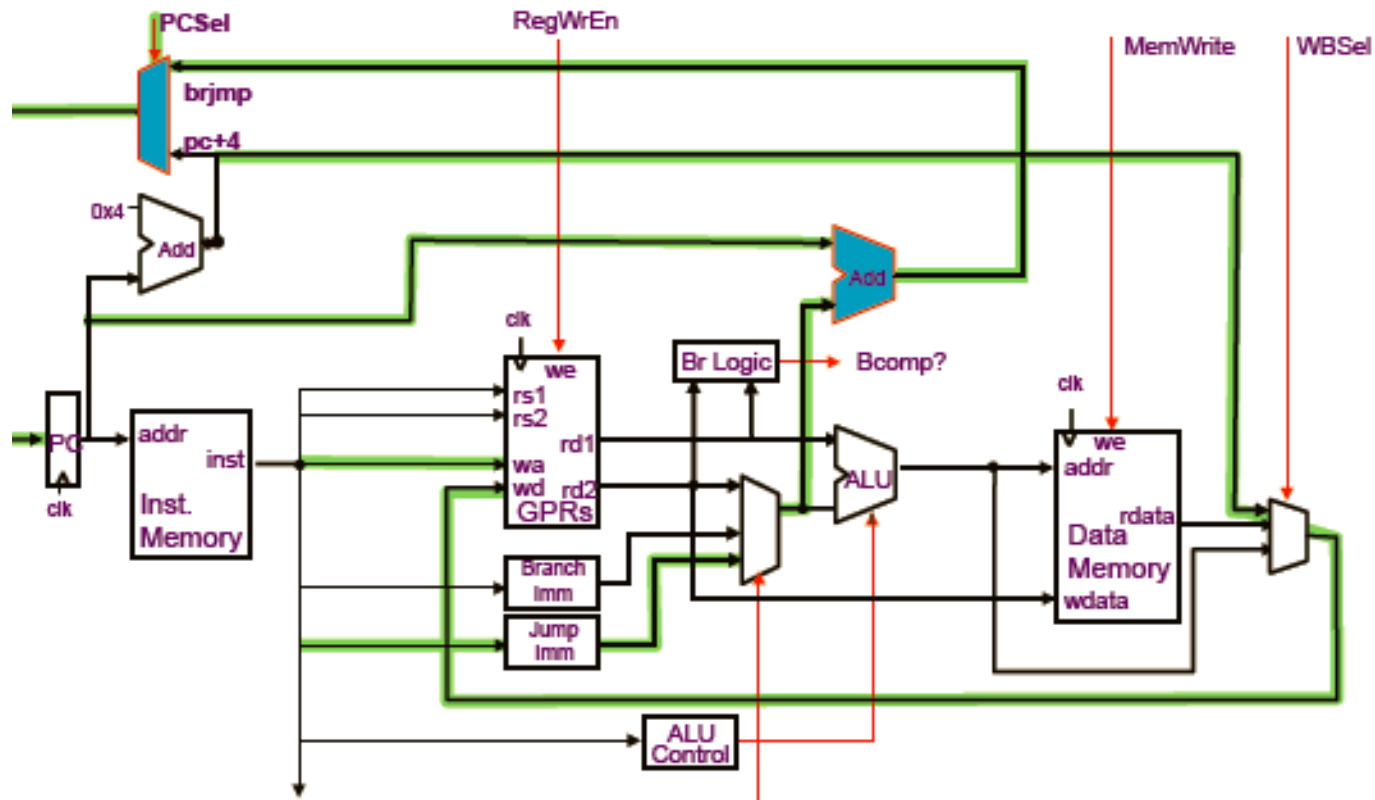 PCSel
RegWrEn
MemWrite
WBSel
brjmp
pc+4
0x4
Add
Add
clk
we
rs1
rs2
rd1
wa
wd
rd2
GPRs
Br Logic
Bcomp?
clk
we
addr
rdata
Data
Memory
wdata
PC
clk
addr
inst
Inst.
Memory
ALU
Branch
Imm
Jump
Imm
ALU
Control